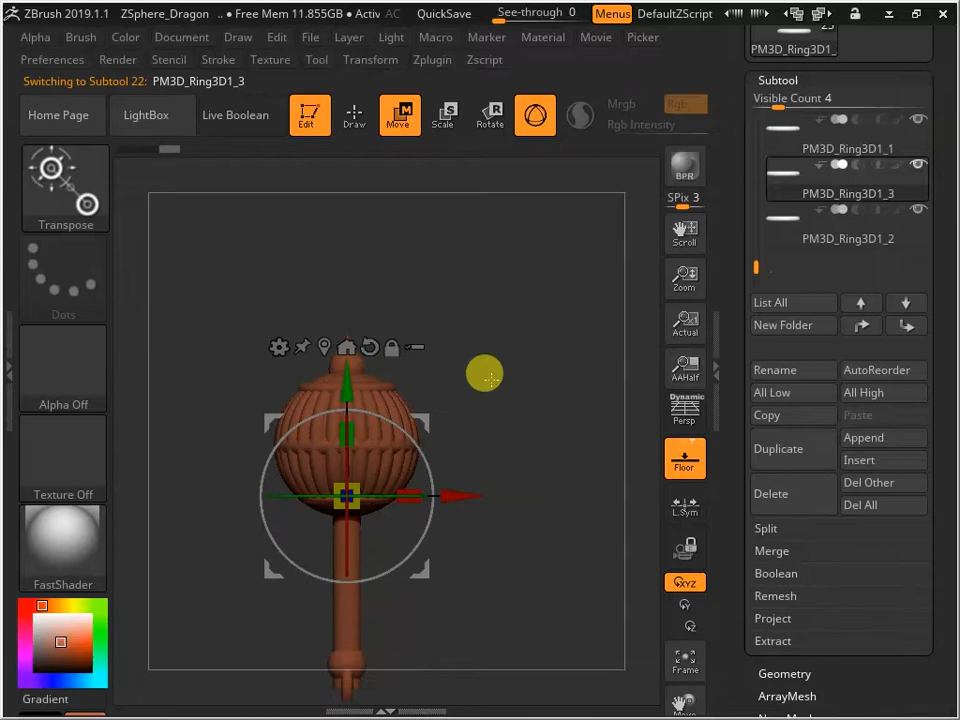 ZBrush 2019.1.1 ZSphere_Dragon .. ● Free Mem 11.855GB ● Activ AC QuickSave See-through 0 Menus DefaultZScript
Alpha Brush Color Document Draw Edit File Layer Light Macro Marker Material Movie Picker
Preferences Render Stencil Stroke Texture Tool Transform Zplugin Zscript
Switching to Subtool 22: PM3D_Ring3D1_3
Home Page LightBox Live Boolean Edit Draw Move Scale Rotate Mrgb Rgb
Rgb Intensity
Transpose
Dots
Alpha Off
Texture Off
FastShader
Gradient
BPR
SPix 3
Scroll
Zoom
Actual
AAHalf
Dynamic
Persp
Floor
L.Sym
XYZ
Frame
Move
PM3D_Ring3D1_
Subtool
Visible Count 4
PM3D_Ring3D1_1
PM3D_Ring3D1_3
PM3D_Ring3D1_2
List All
New Folder
Rename AutoReorder
All Low All High
Copy Paste
Duplicate Append
Insert
Delete Del Other
Del All
Split
Merge
Boolean
Remesh
Project
Extract
Geometry
ArrayMesh